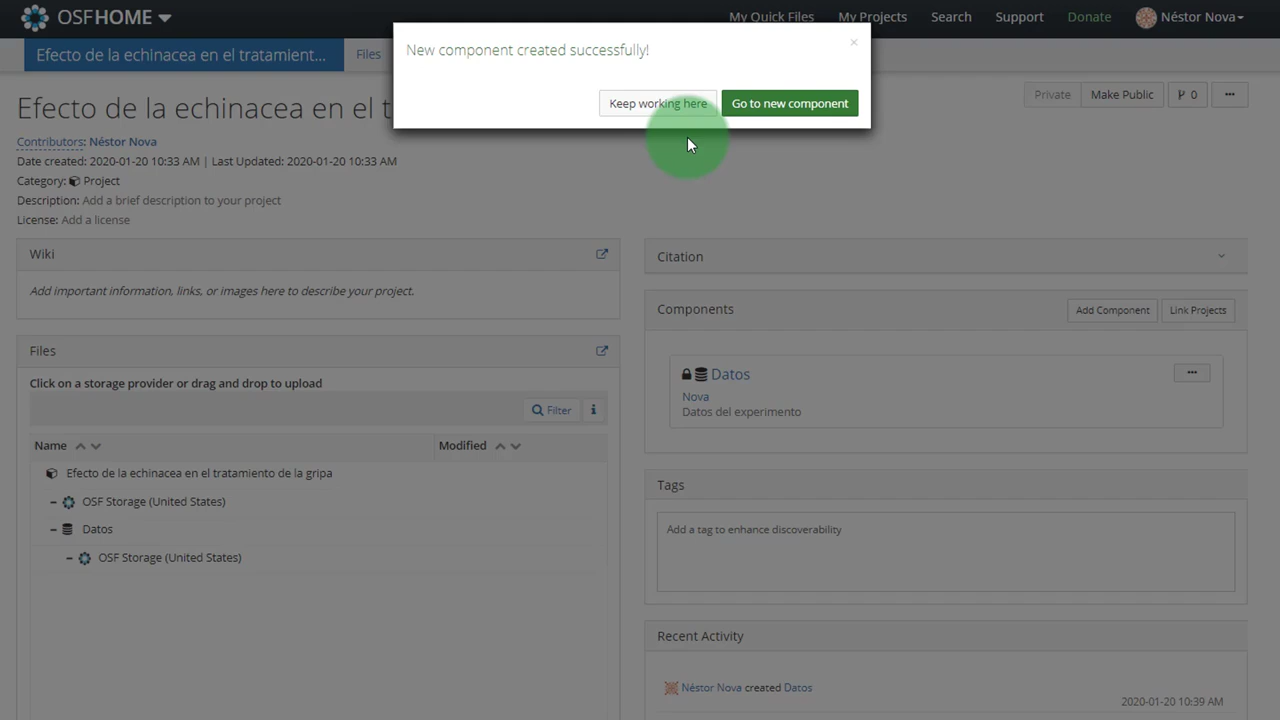 OSFHOME
My Quick Files
My Projects
Search
Support
Donate
Néstor Nova
Efecto de la echinacea en el tratamient...
Files
New component created successfully!
×
Keep working here
Go to new component
Efecto de la echinacea en el t
Private
Make Public
0
...
Contributors: Néstor Nova
Date created: 2020-01-20 10:33 AM | Last Updated: 2020-01-20 10:33 AM
Category: Project
Description: Add a brief description to your project
License: Add a license
Wiki
Add important information, links, or images here to describe your project.
Files
Click on a storage provider or drag and drop to upload
Filter
i
Name
Modified
Efecto de la echinacea en el tratamiento de la gripa
OSF Storage (United States)
Datos
OSF Storage (United States)
Citation
Components
Add Component
Link Projects
Datos
...
Nova
Datos del experimento
Tags
Add a tag to enhance discoverability
Recent Activity
Néstor Nova created Datos
2020-01-20 10:39 AM